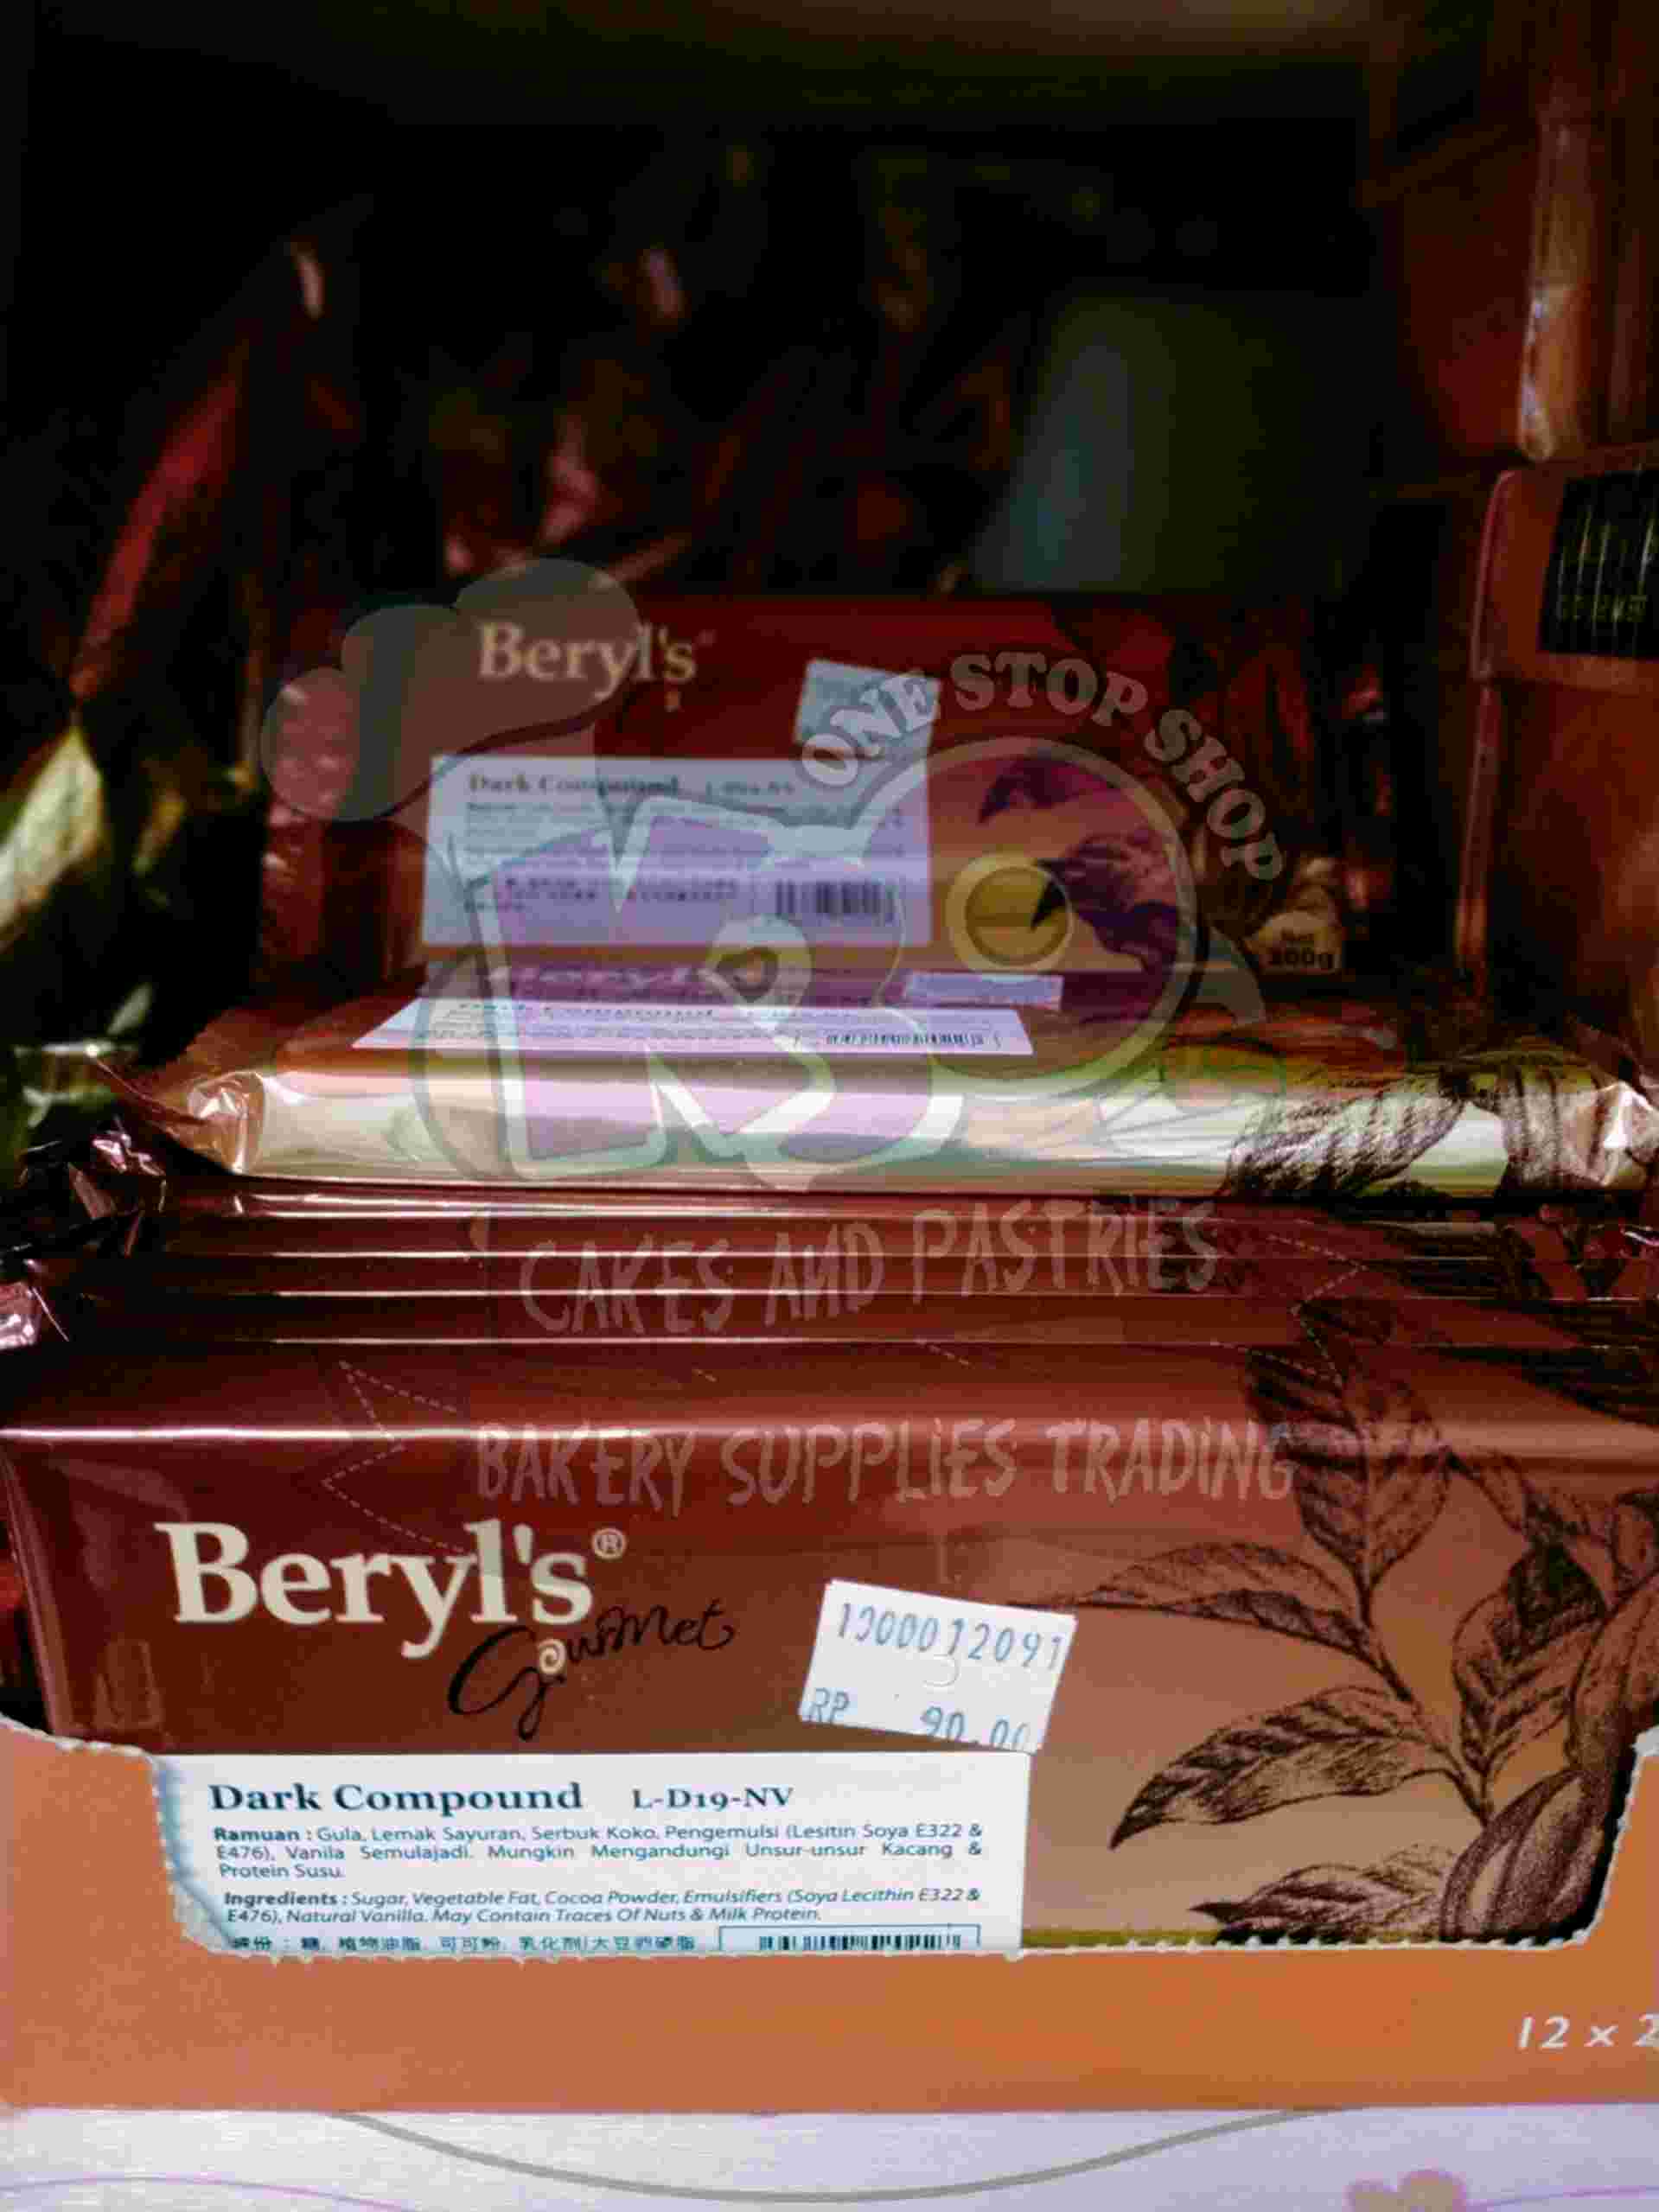 Beryl's
ONE STOP SHOP
Dark Compound
200g
KB
CAKES AND PASTRIES
BAKERY SUPPLIES TRADING
Beryl's®
Gourmet
1000012091
RP 90.00
Dark Compound L-D19-NV
Ramuan : Gula, Lemak Sayuran, Serbuk Koko, Pengemulsi (Lesitin Soya E322 &
E476), Vanila Semulajadi. Mungkin Mengandungi Unsur-unsur Kacang &
Protein Susu.
Ingredients : Sugar, Vegetable Fat, Cocoa Powder, Emulsifiers (Soya Lecithin E322 &
E476), Natural Vanilla. May Contain Traces Of Nuts & Milk Protein.
糖, 植物油脂, 可可粉, 乳化剂(大豆卵磷脂
12 x 2